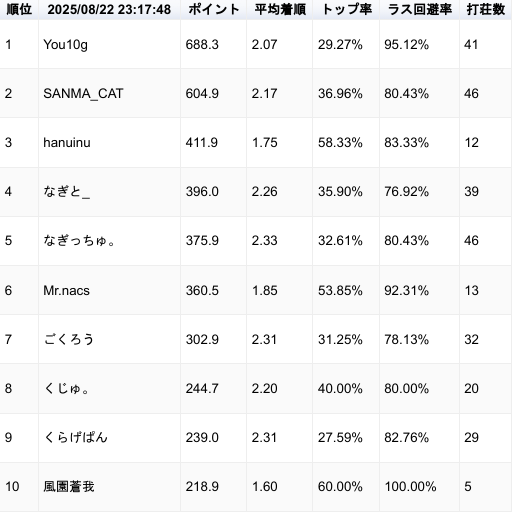 順位 2025/08/22 23:17:48 ポイント 平均着順 トップ率 ラス回避率 打荘数
1 You10g 688.3 2.07 29.27% 95.12% 41
2 SANMA_CAT 604.9 2.17 36.96% 80.43% 46
3 hanuinu 411.9 1.75 58.33% 83.33% 12
4 なぎと_ 396.0 2.26 35.90% 76.92% 39
5 なぎっちゅ。 375.9 2.33 32.61% 80.43% 46
6 Mr.nacs 360.5 1.85 53.85% 92.31% 13
7 ごくろう 302.9 2.31 31.25% 78.13% 32
8 くじゅ。 244.7 2.20 40.00% 80.00% 20
9 くらげぱん 239.0 2.31 27.59% 82.76% 29
10 風園蒼我 218.9 1.60 60.00% 100.00% 5